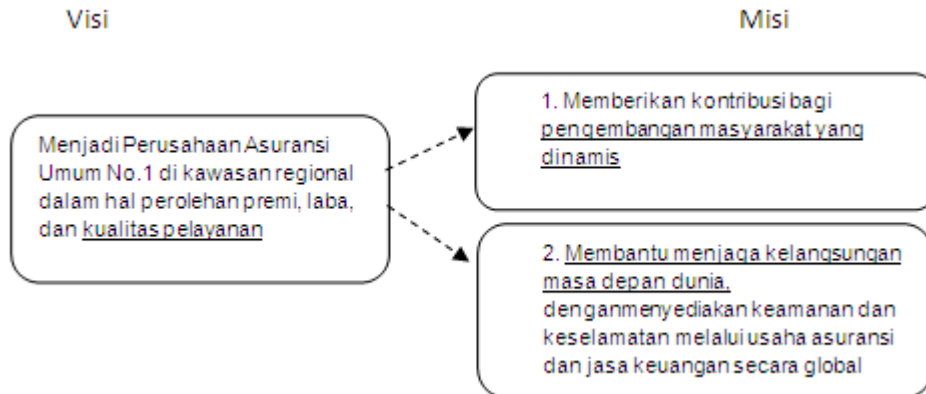 Visi
Misi
Menjadi Perusahaan Asuransi
Umum No.1 di kawasan regional
dalam hal perolehan premi, laba,
dan kualitas pelayanan
1. Memberikan kontribusi bagi
pengembangan masyarakat yang
dinamis
2. Membantu menjaga kelangsungan
masa depan dunia,
denganmenyediakan keamanan dan
keselamatan melalui usaha asuransi
dan jasa keuangan secara global